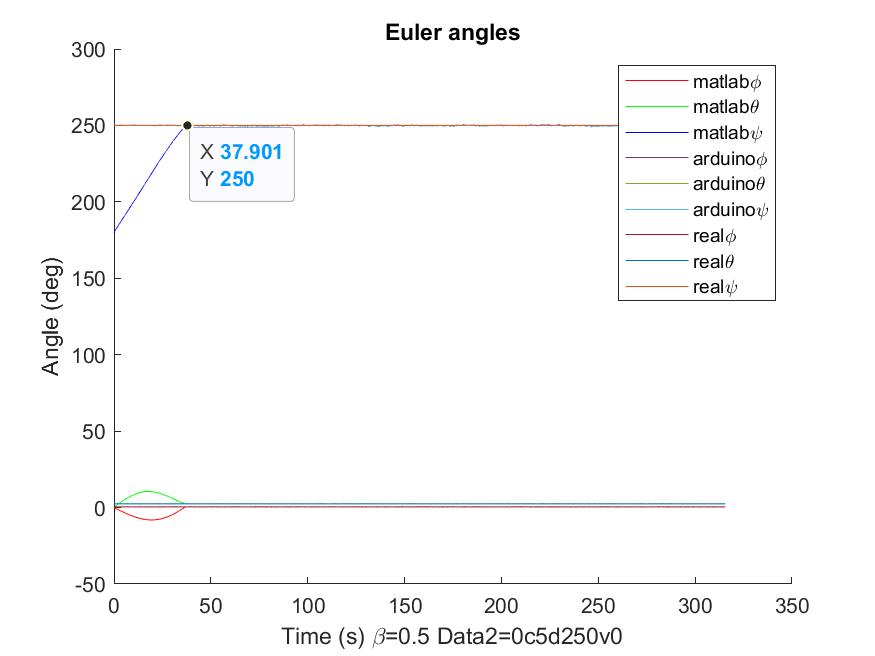 Euler angles
300
250
200
150
100
50
0
-50
Angle (deg)
X 37.901
Y 250
matlabϕ
matlabθ
matlabψ
arduinoϕ
arduinoθ
arduinoψ
realϕ
realθ
realψ
0 50 100 150 200 250 300 350
Time (s) β=0.5 Data2=0c5d250v0